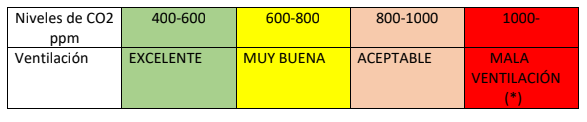 Niveles de CO2 ppm 400-600 600-800 800-1000 1000-
Ventilación EXCELENTE MUY BUENA ACEPTABLE MALA VENTILACIÓN (*)